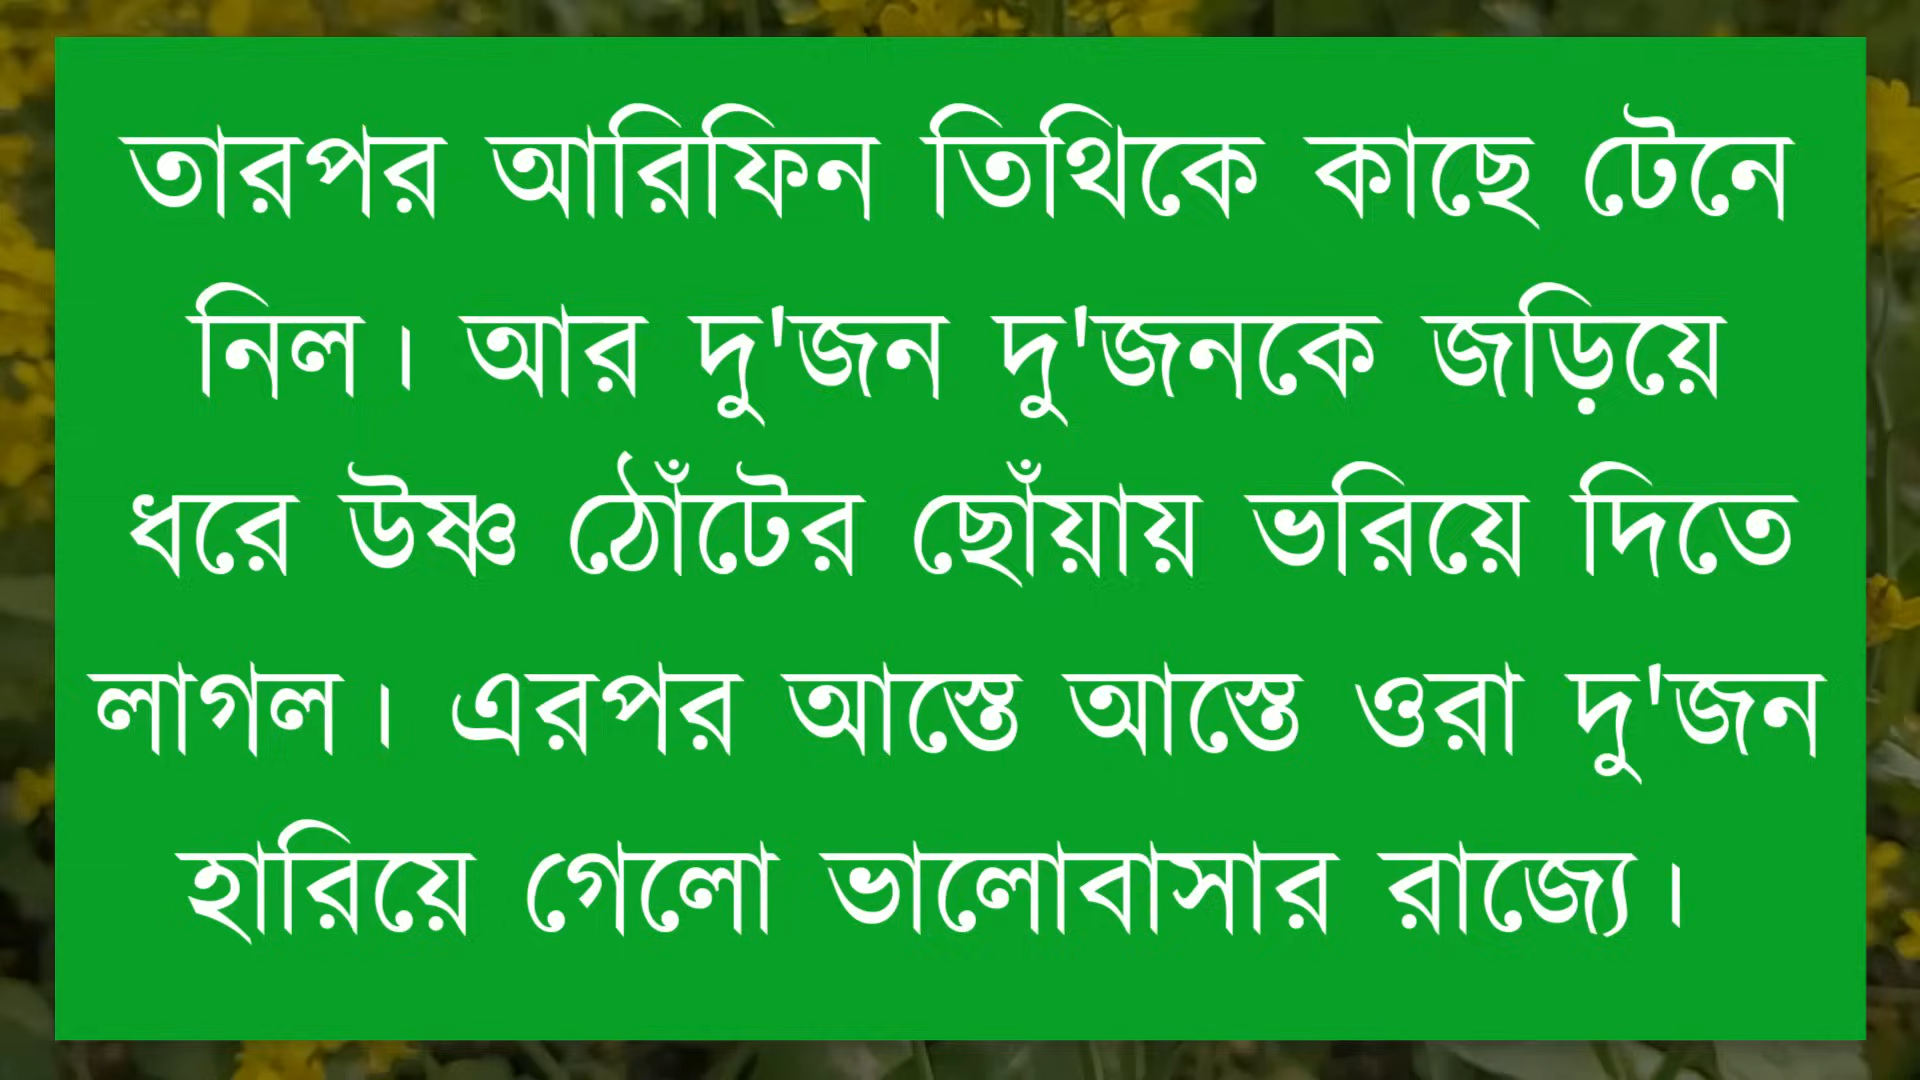 তারপর আরিফিন তিথিকে কাছে টেনে
নিল। আর দু'জন দু'জনকে জড়িয়ে
ধরে উষ্ণ ঠোঁটের ছোঁয়ায় ভরিয়ে দিতে
লাগল। এরপর আস্তে আস্তে ওরা দু'জন
হারিয়ে গেলো ভালোবাসার রাজ্যে।